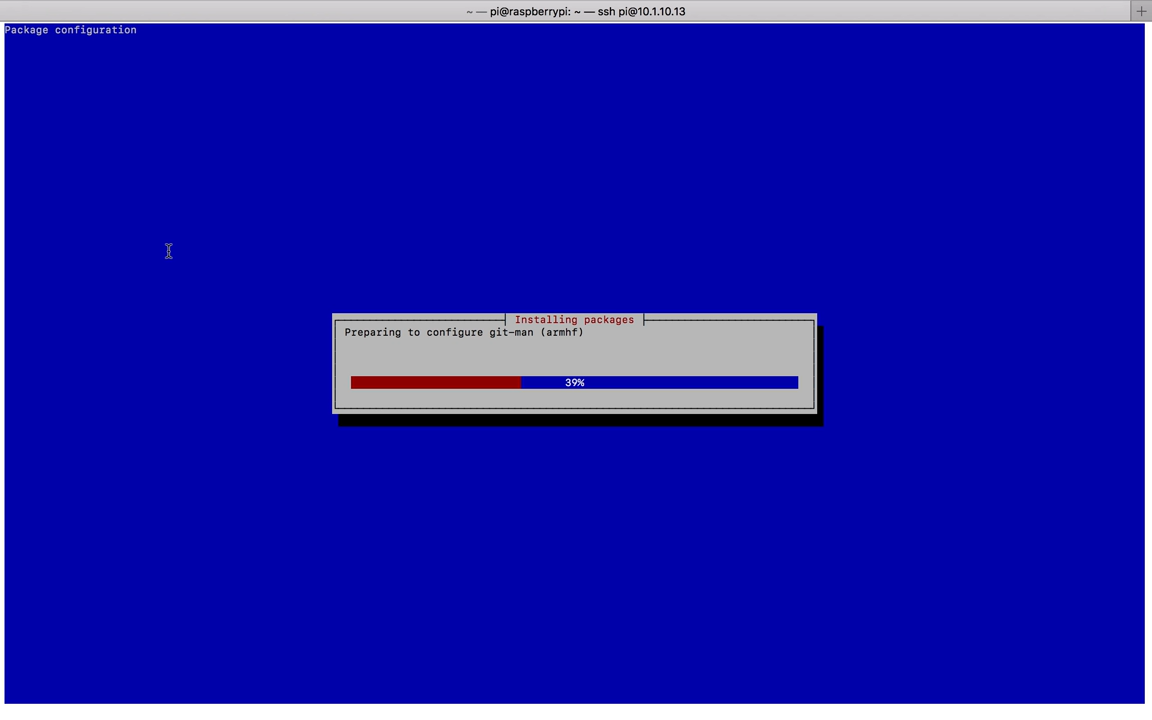 ~ — pi@raspberrypi: ~ — ssh pi@10.1.10.13
Package configuration
Installing packages
Preparing to configure git-man (armhf)
39%